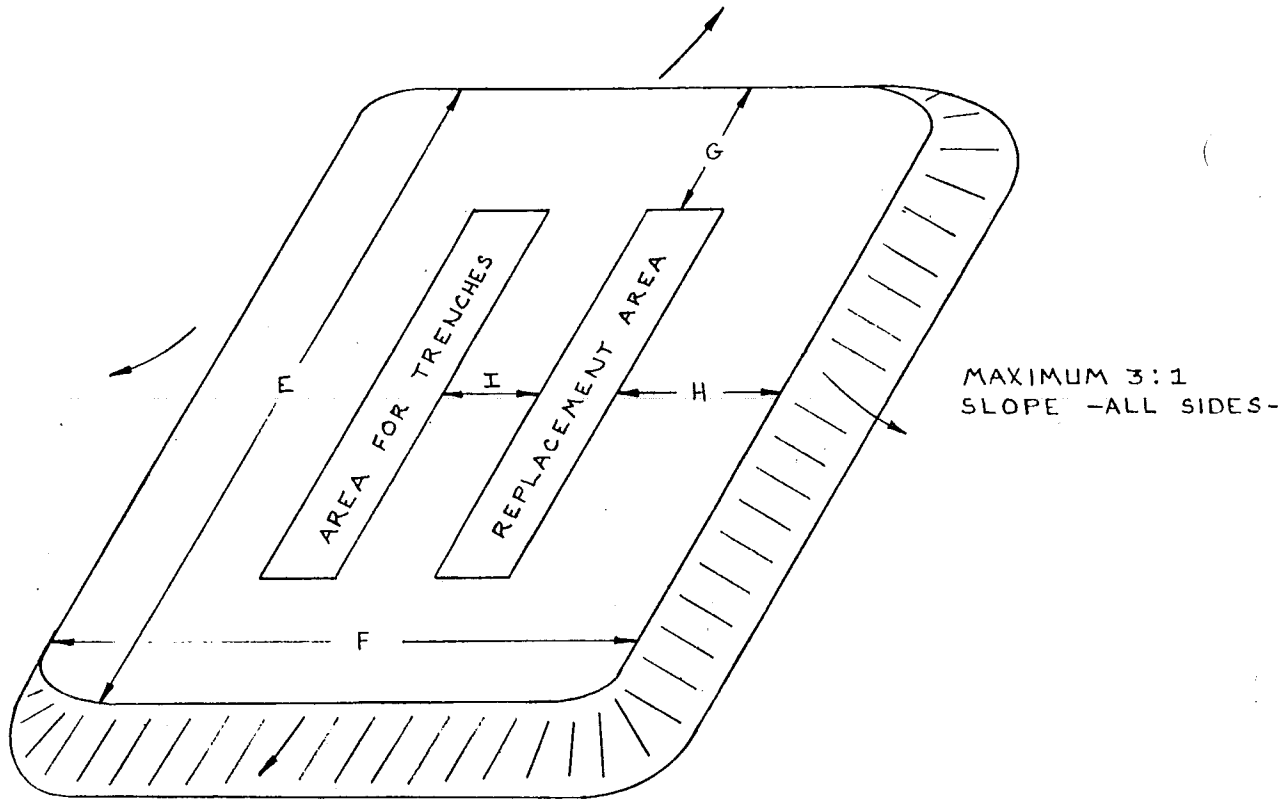 G
AREA FOR TRENCHES
REPLACEMENT AREA
E
I
H
MAXIMUM 3:1
SLOPE -ALL SIDES-
F